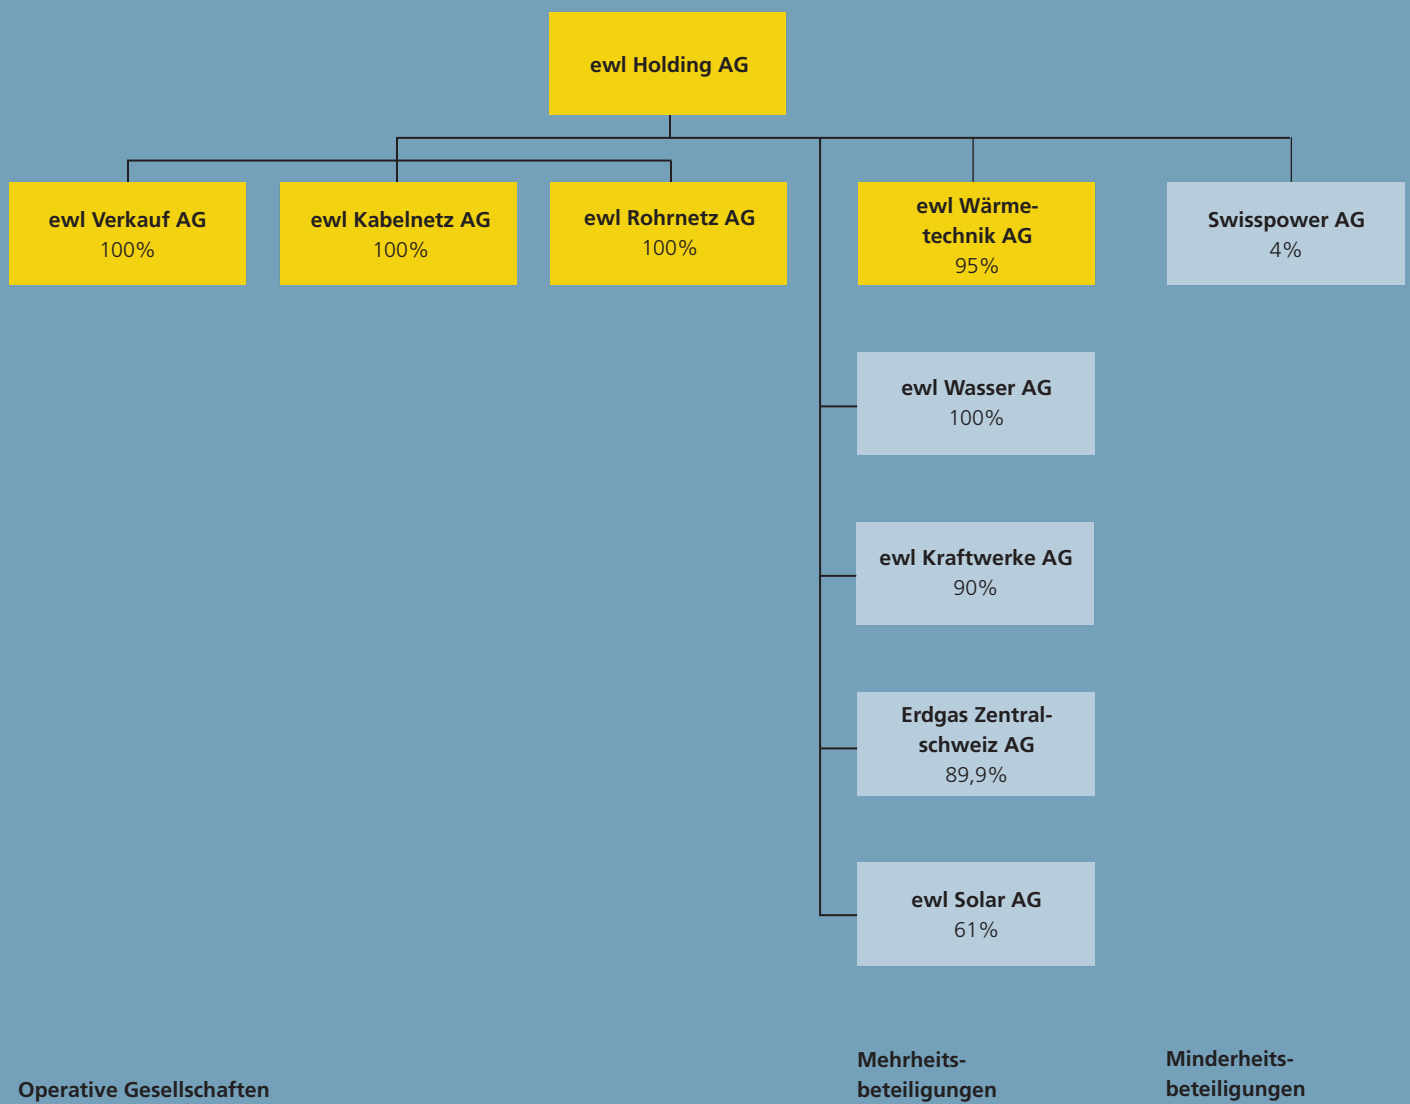 ewl Holding AG
ewl Verkauf AG
100%
ewl Kabelnetz AG
100%
ewl Rohrnetz AG
100%
ewl Wärme-
technik AG
95%
Swisspower AG
4%
ewl Wasser AG
100%
ewl Kraftwerke AG
90%
Erdgas Zentral-
schweiz AG
89,9%
ewl Solar AG
61%
Operative Gesellschaften
Mehrheits-
beteiligungen
Minderheits-
beteiligungen